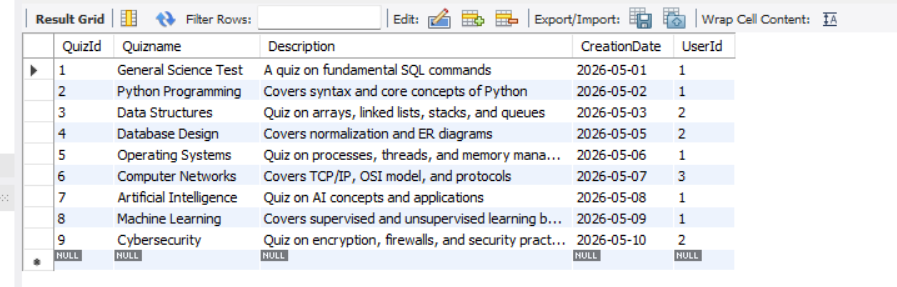 Result Grid Filter Rows: Edit: Export/Import: Wrap Cell Content: IA
QuizId Quizname Description CreationDate UserId
1 General Science Test A quiz on fundamental SQL commands 2026-05-01 1
2 Python Programming Covers syntax and core concepts of Python 2026-05-02 1
3 Data Structures Quiz on arrays, linked lists, stacks, and queues 2026-05-03 2
4 Database Design Covers normalization and ER diagrams 2026-05-05 2
5 Operating Systems Quiz on processes, threads, and memory mana... 2026-05-06 1
6 Computer Networks Covers TCP/IP, OSI model, and protocols 2026-05-07 3
7 Artificial Intelligence Quiz on AI concepts and applications 2026-05-08 1
8 Machine Learning Covers supervised and unsupervised learning b... 2026-05-09 1
9 Cybersecurity Quiz on encryption, firewalls, and security pract... 2026-05-10 2
NULL NULL NULL NULL NULL